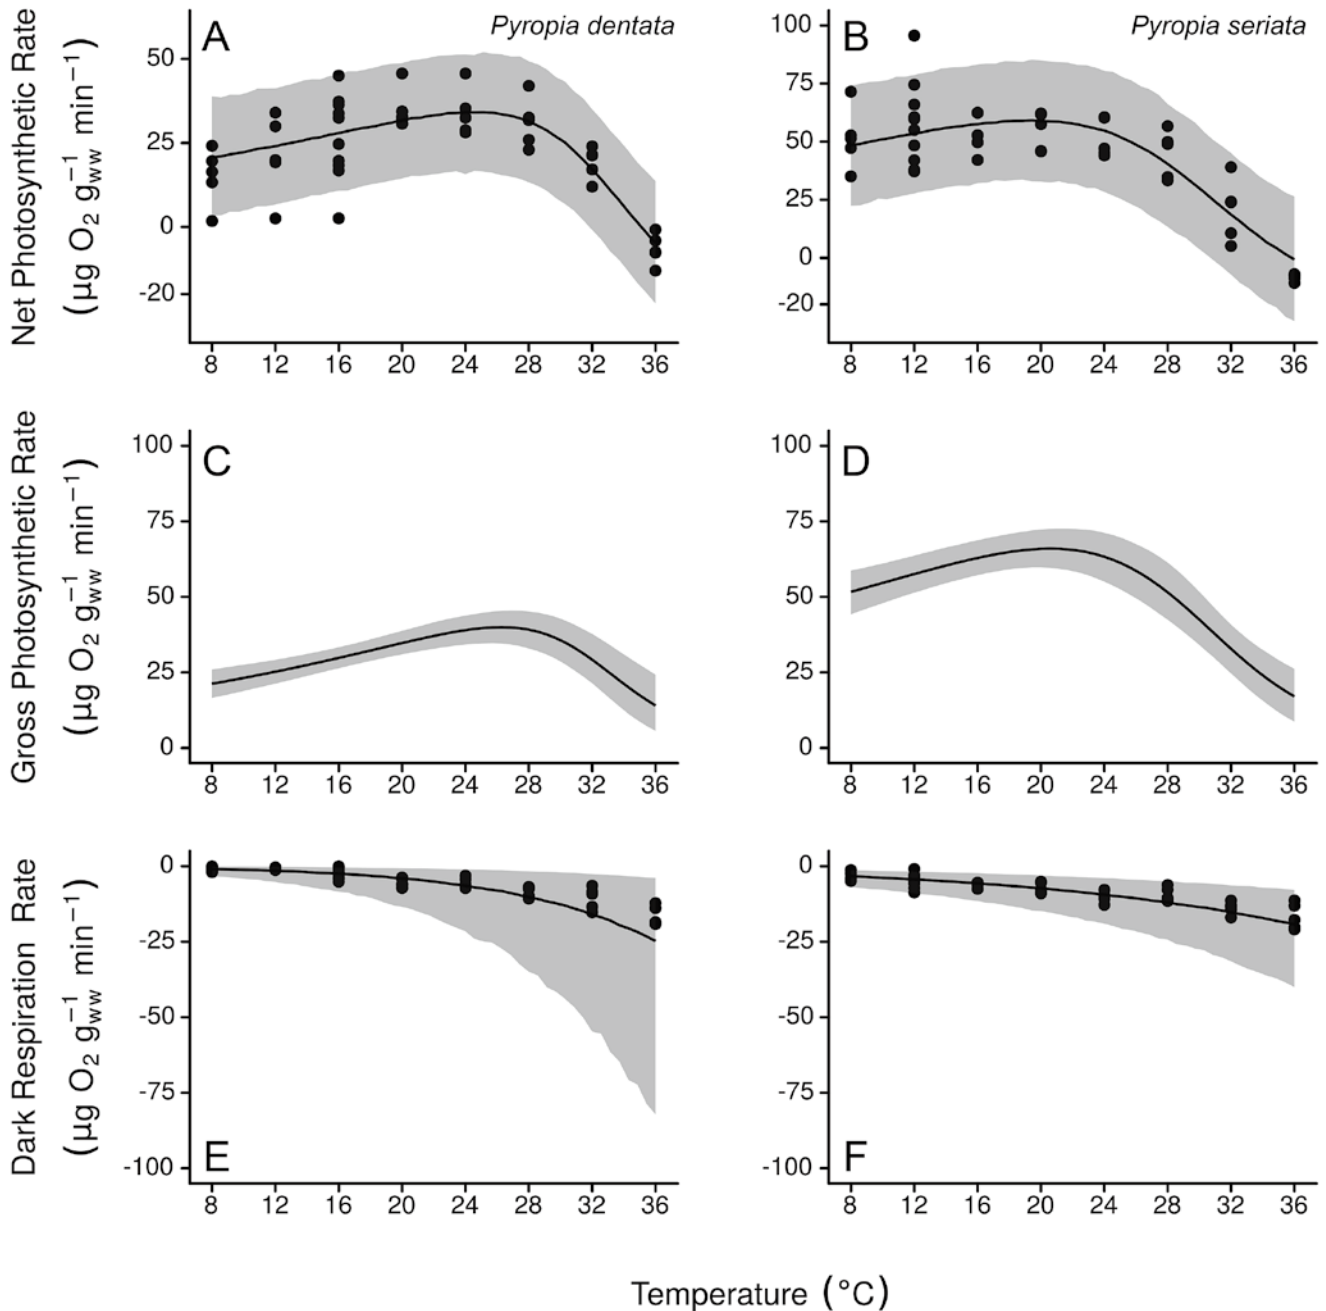 A
Pyropia dentata
Net Photosynthetic Rate
(µg O₂ g⁻¹ww min⁻¹)
50
25
0
-20
8 12 16 20 24 28 32 36
B
Pyropia seriata
100
75
50
25
0
-20
8 12 16 20 24 28 32 36
C
Gross Photosynthetic Rate
(µg O₂ g⁻¹ww min⁻¹)
100
75
50
25
0
8 12 16 20 24 28 32 36
D
100
75
50
25
0
8 12 16 20 24 28 32 36
Dark Respiration Rate
(µg O₂ g⁻¹ww min⁻¹)
0
-25
-50
-75
-100
E
8 12 16 20 24 28 32 36
0
-25
-50
-75
-100
F
8 12 16 20 24 28 32 36
Temperature (°C)